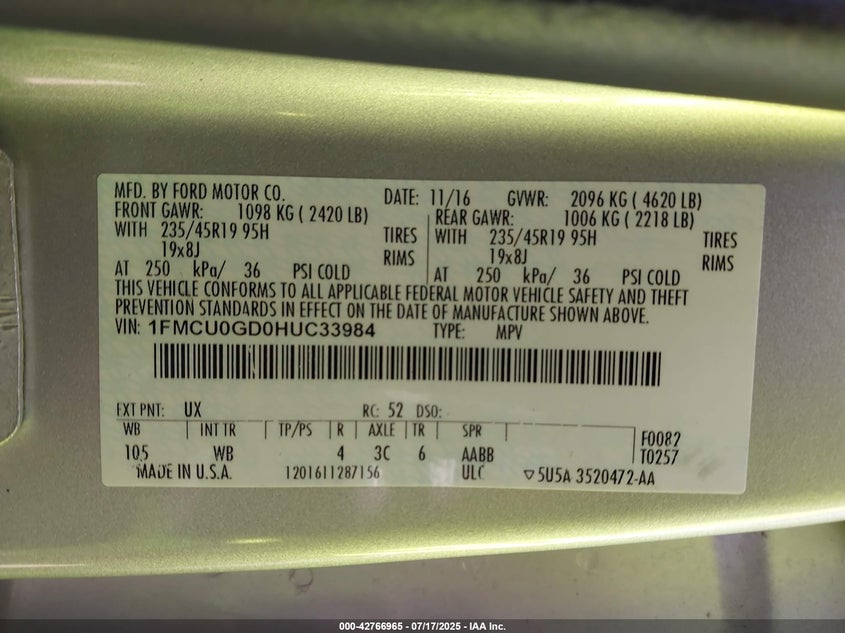 MFD. BY FORD MOTOR CO. DATE: 11/16 GVWR: 2096 KG ( 4620 LB)
FRONT GAWR: 1098 KG ( 2420 LB) REAR GAWR: 1006 KG ( 2218 LB)
WITH 235/45R19 95H TIRES WITH 235/45R19 95H TIRES
19x8J RIMS 19x8J RIMS
AT 250 kPa/ 36 PSI COLD AT 250 kPa/ 36 PSI COLD
THIS VEHICLE CONFORMS TO ALL APPLICABLE FEDERAL MOTOR VEHICLE SAFETY AND THEFT
PREVENTION STANDARDS IN EFFECT ON THE DATE OF MANUFACTURE SHOWN ABOVE.
VIN: 1FMCU0GD0HUC33984 TYPE: MPV
EXT PNT: UX RC: 52 DSO:
WB INT TR TP/PS R AXLE TR SPR F0082
105 WB 4 3C 6 AABB T0257
MADE IN U.S.A. 1201611287156 ULC ▽5U5A 3520472-AA
000-42766965 / 07/17/2025 - IAA Inc.